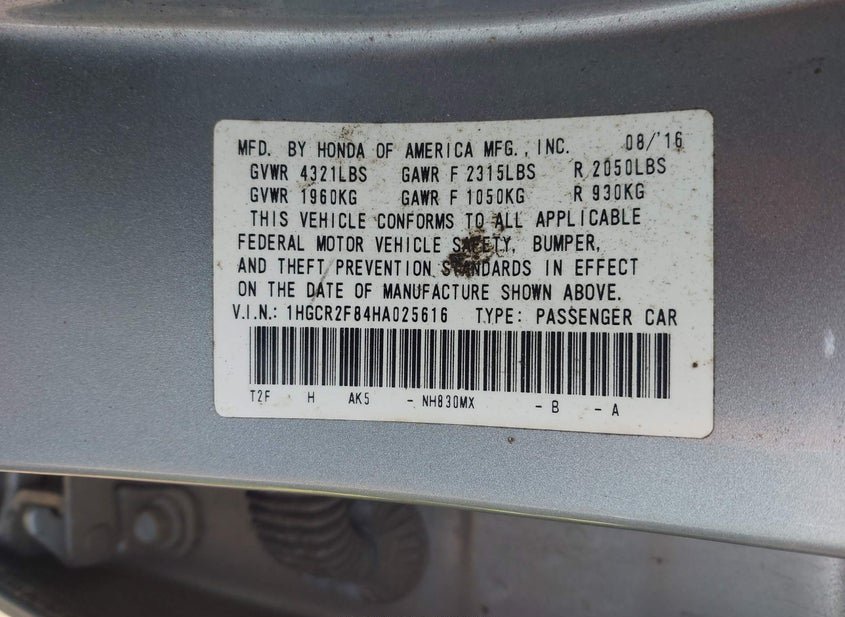 MFD. BY HONDA OF AMERICA MFG., INC. 08/'16
GVWR 4321LBS GAWR F 2315LBS R 2050LBS
GVWR 1960KG GAWR F 1050KG R 930KG
THIS VEHICLE CONFORMS TO ALL APPLICABLE
FEDERAL MOTOR VEHICLE SAFETY, BUMPER,
AND THEFT PREVENTION STANDARDS IN EFFECT
ON THE DATE OF MANUFACTURE SHOWN ABOVE.
V.I.N.: 1HGCR2F84HA025616 TYPE: PASSENGER CAR
T2F H AK5 - NH830MX - B - A